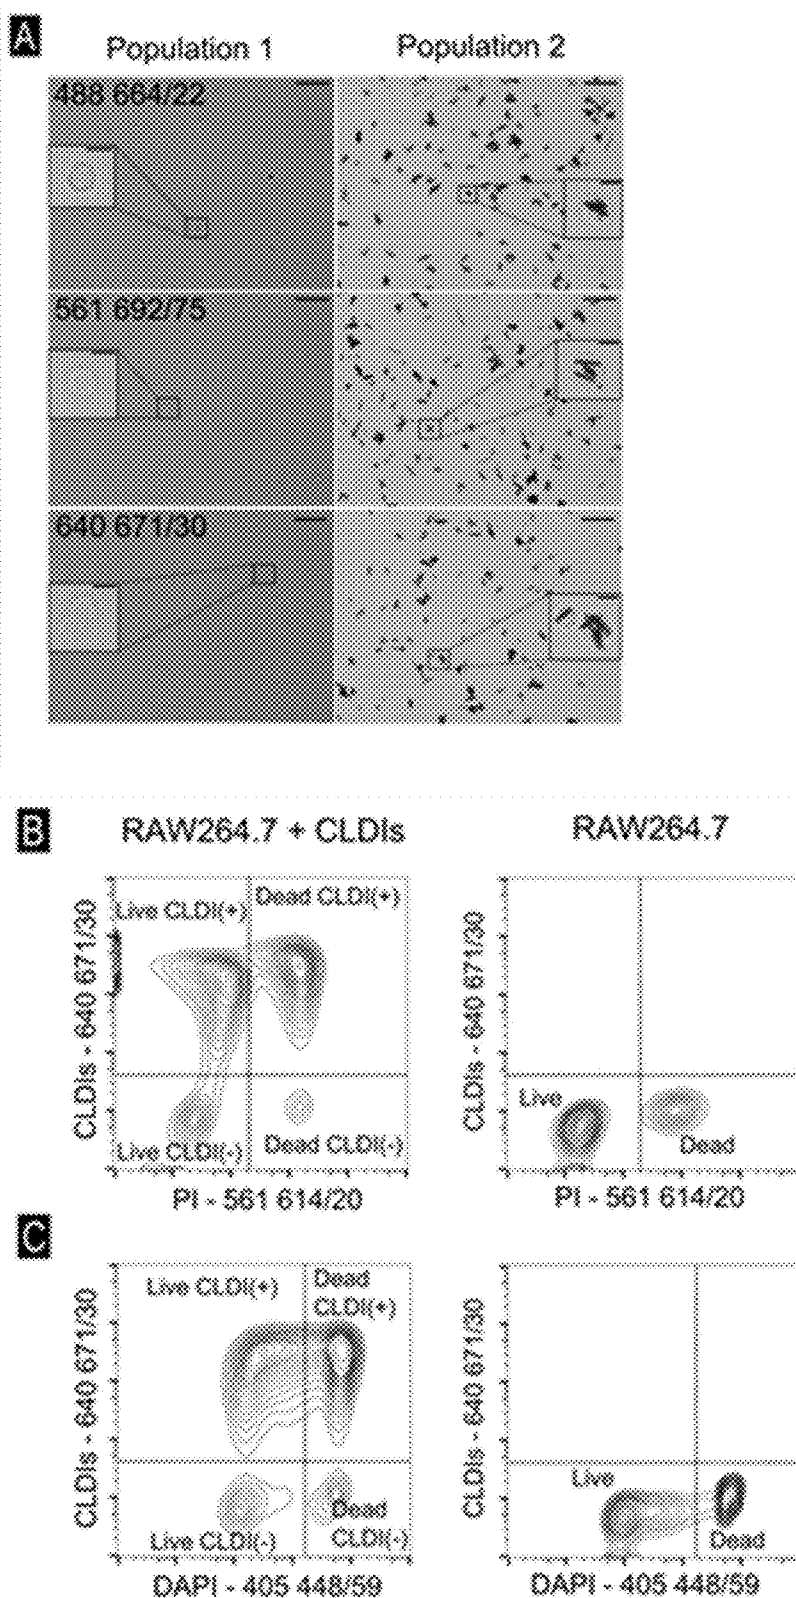 A
Population 1 Population 2
488 664/22
561 692/75
640 671/30
B
RAW264.7 + CLDIs RAW264.7
CLDIs - 640 671/30
Live CLDI(+) Dead CLDI(+)
Live CLDI(-) Dead CLDI(-)
PI - 561 614/20
CLDIs - 640 671/30
Live
Dead
PI - 561 614/20
C
CLDIs - 640 671/30
Live CLDI(+)
Dead
CLDI(+)
Live CLDI(-)
Dead
CLDI(-)
DAPI - 405 448/59
CLDIs - 640 671/30
Live
Dead
DAPI - 405 448/59